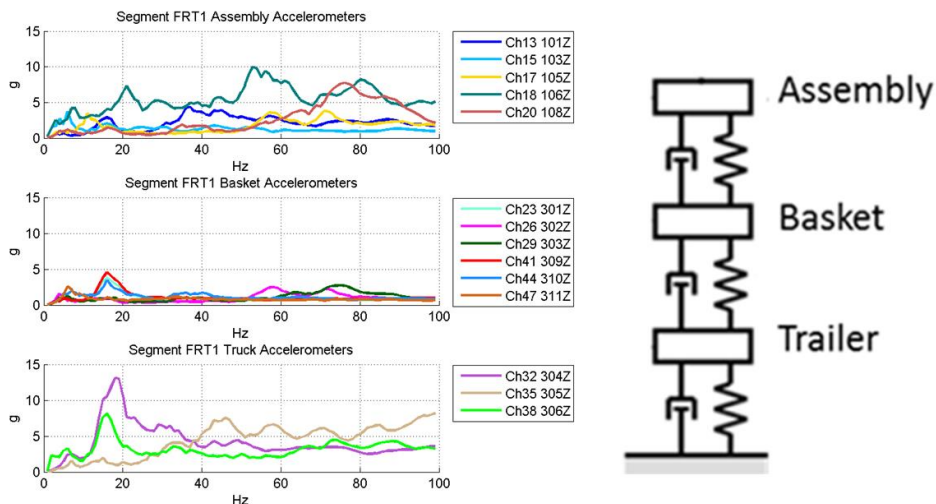 Segment FRT1 Assembly Accelerometers
15
10
5
0
g
0 20 40 60 80 100
Hz
Ch13 101Z
Ch15 103Z
Ch17 105Z
Ch18 106Z
Ch20 108Z
Segment FRT1 Basket Accelerometers
15
10
5
0
g
0 20 40 60 80 100
Hz
Ch23 301Z
Ch26 302Z
Ch29 303Z
Ch41 309Z
Ch44 310Z
Ch47 311Z
Segment FRT1 Truck Accelerometers
15
10
5
0
g
0 20 40 60 80 100
Hz
Ch32 304Z
Ch35 305Z
Ch38 306Z
Assembly
Basket
Trailer